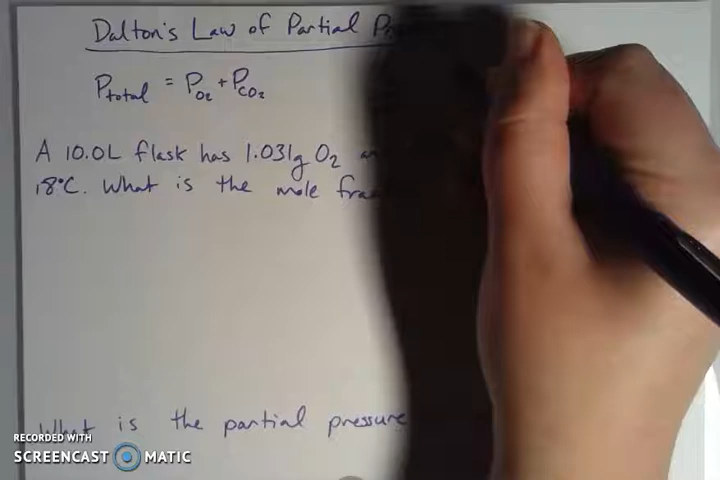 Dalton's Law of Partial
Ptotal = PO2 + PCO2
A 10.0L flask has 1.031g O2
18°C. What is the mole
What is the partial pressure
RECORDED WITH
SCREENCAST MATIC